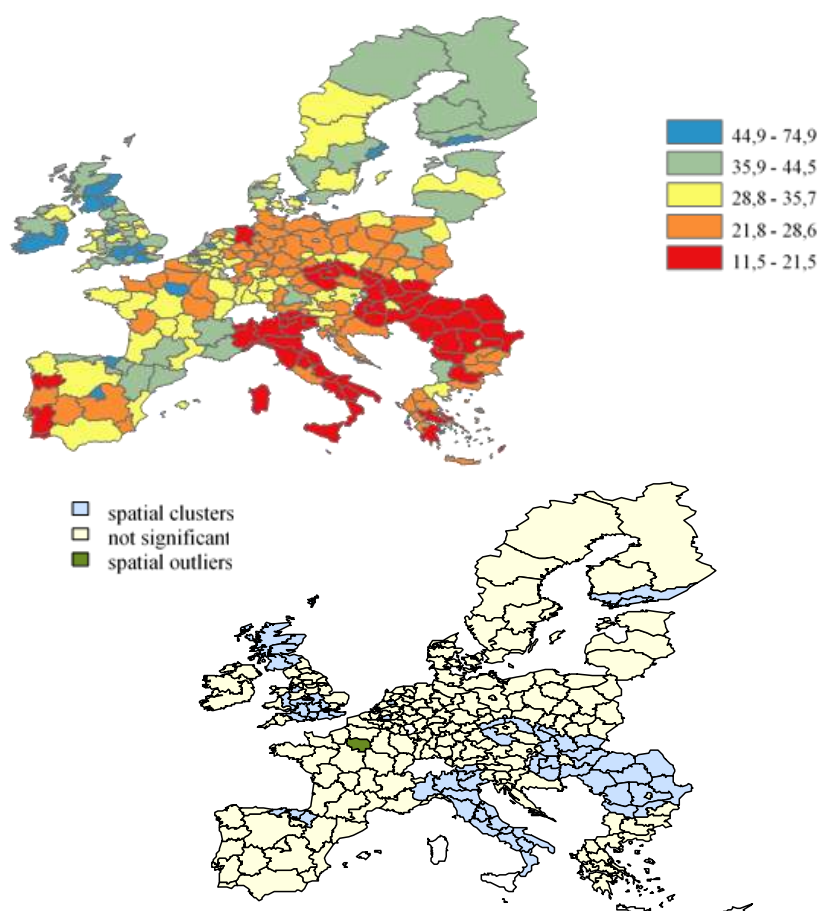 44,9 - 74,9
35,9 - 44,5
28,8 - 35,7
21,8 - 28,6
11,5 - 21,5
spatial clusters
not significant
spatial outliers